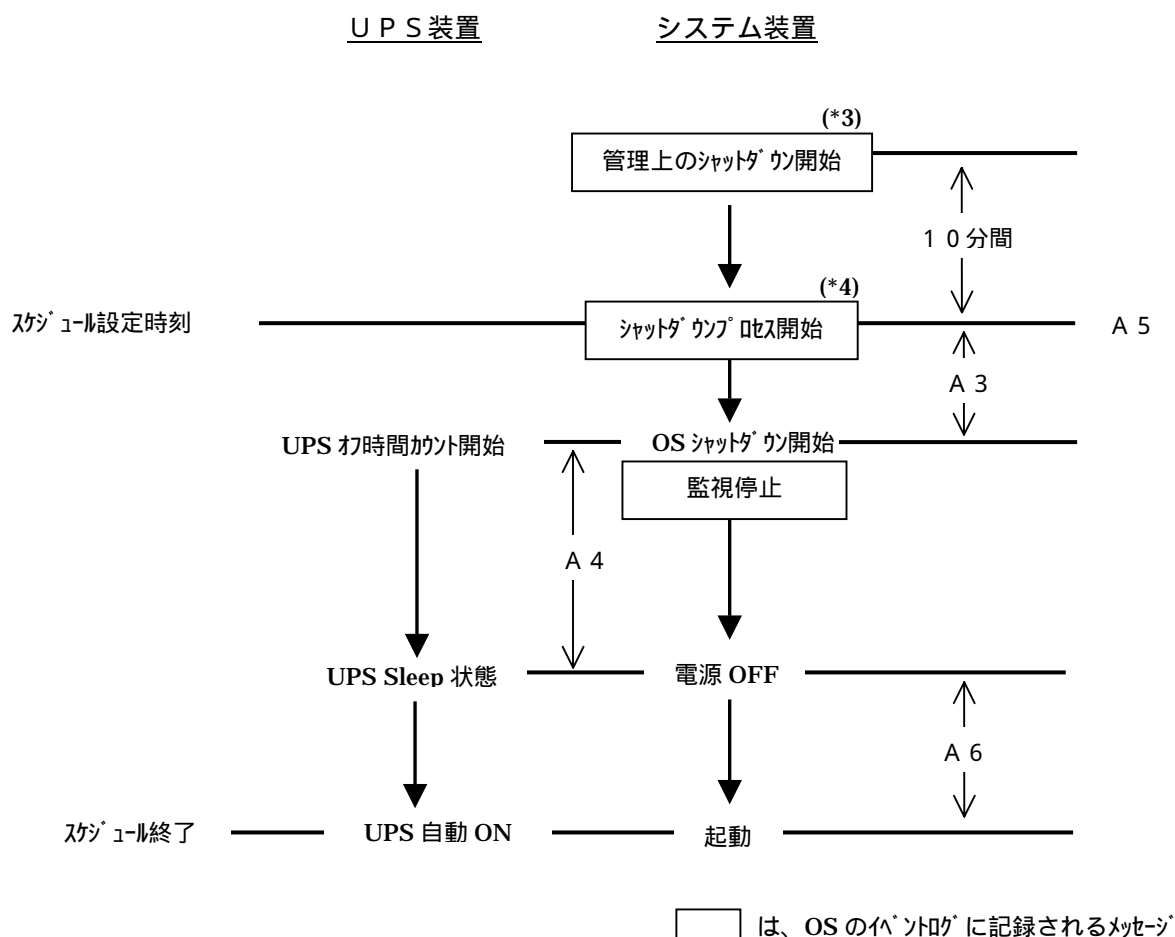 ＵＰＳ装置 システム装置
(*3)
管理上のｼｬｯﾄﾀﾞｳﾝ開始
１０分間
(*4)
ｽｹｼﾞｭｰﾙ設定時刻 ｼｬｯﾄﾀﾞｳﾝﾌﾟﾛｾｽ開始 Ａ５
Ａ３
UPS ｵﾌ時間ｶｳﾝﾄ開始 OS ｼｬｯﾄﾀﾞｳﾝ開始
監視停止
Ａ４
UPS Sleep 状態 電源 OFF
Ａ６
ｽｹｼﾞｭｰﾙ終了 UPS 自動 ON 起動
は、OS のｲﾍﾞﾝﾄﾛｸﾞに記録されるﾒｯｾｰｼﾞ